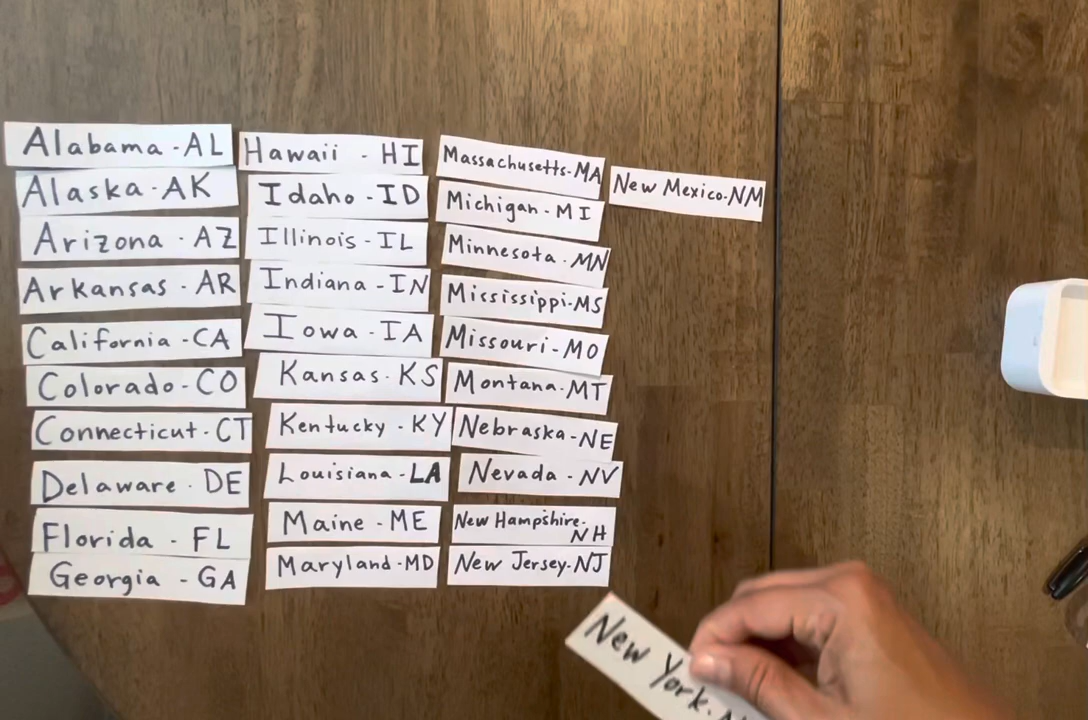 Alabama - AL
Alaska - AK
Arizona - AZ
Arkansas - AR
California - CA
Colorado - CO
Connecticut - CT
Delaware - DE
Florida - FL
Georgia - GA
Hawaii - HI
Idaho - ID
Illinois - IL
Indiana - IN
Iowa - IA
Kansas - KS
Kentucky - KY
Louisiana - LA
Maine - ME
Maryland - MD
Massachusetts - MA
Michigan - MI
Minnesota - MN
Mississippi - MS
Missouri - MO
Montana - MT
Nebraska - NE
Nevada - NV
New Hampshire -
NH
New Jersey - NJ
New Mexico - NM
New York -